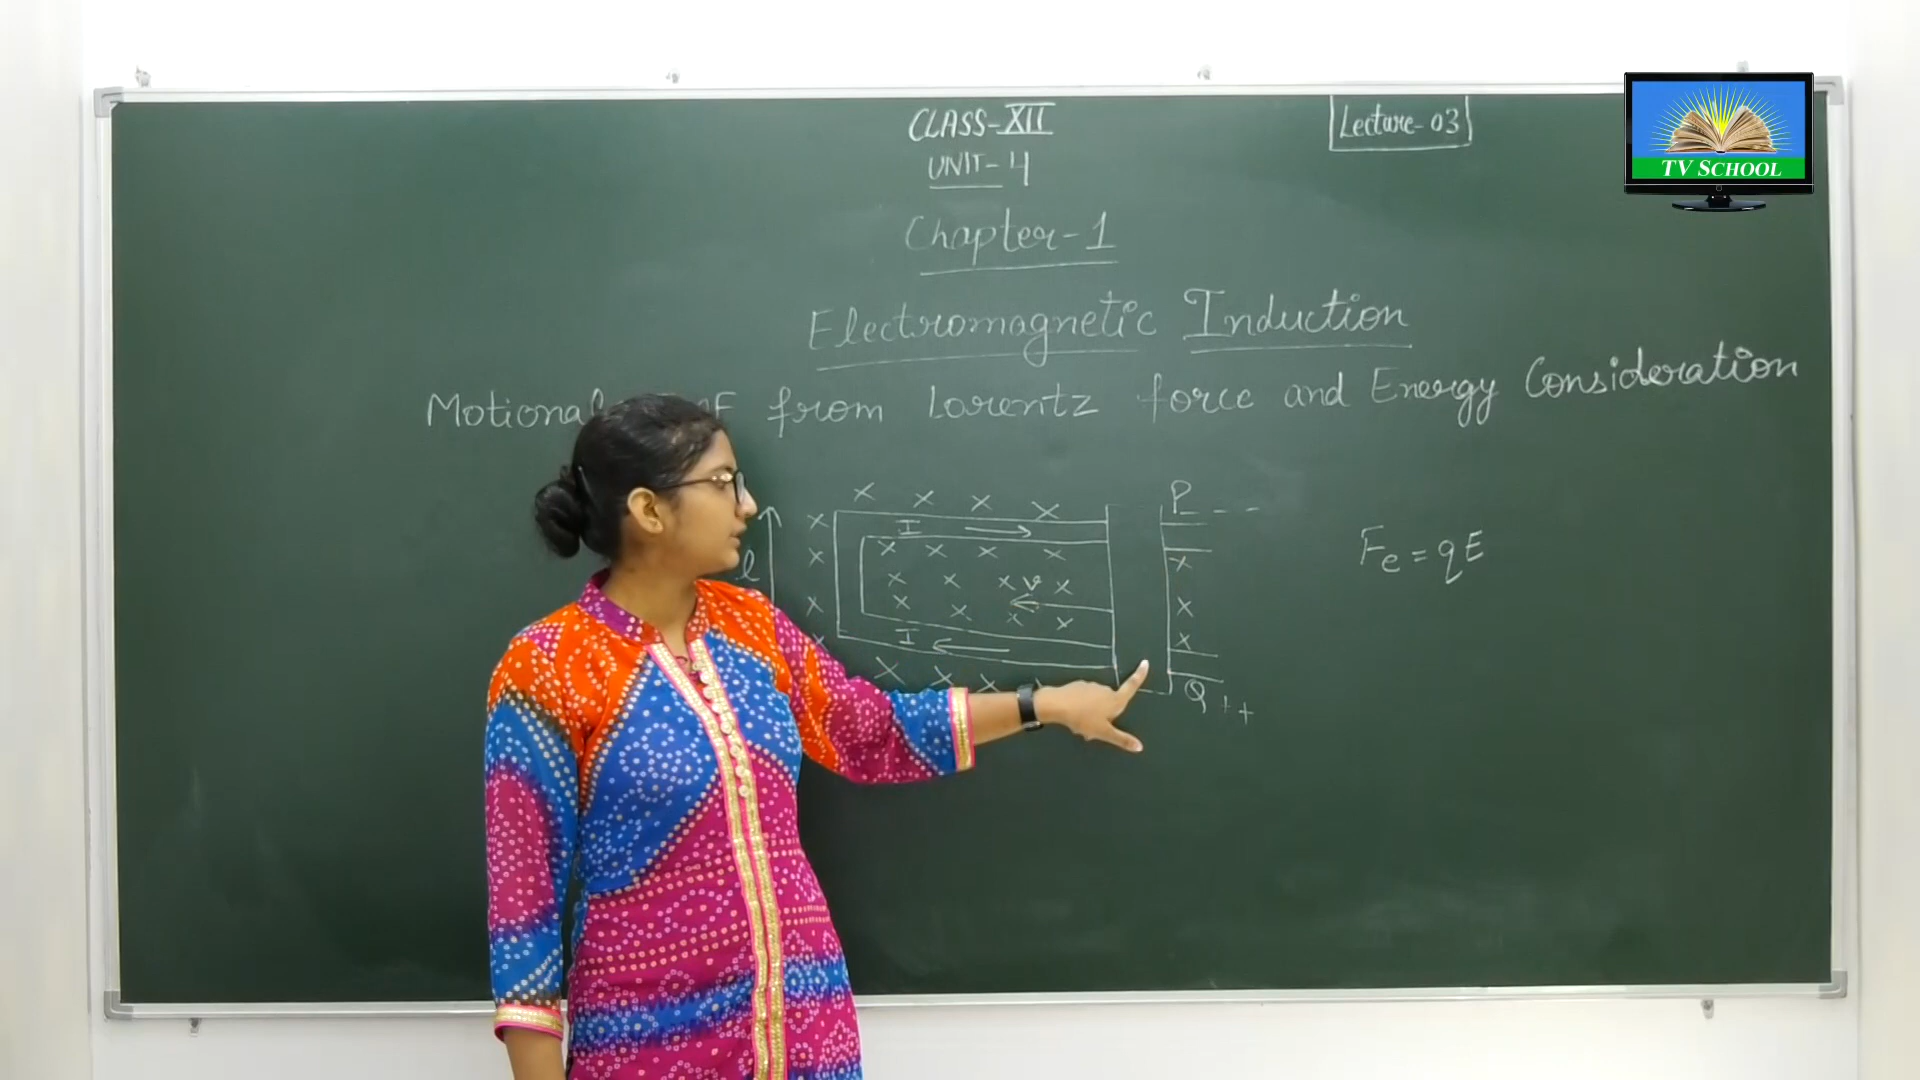 CLASS-XII
Lecture-03
TV SCHOOL
UNIT-4
Chapter-1
Electromagnetic Induction
Motional from Lorentz force and Energy Consideration
x x x x P - - -
x I
l x x x x x x
x x x x v x Fe = qE
x x x x x x
x I x
x x x Q + +